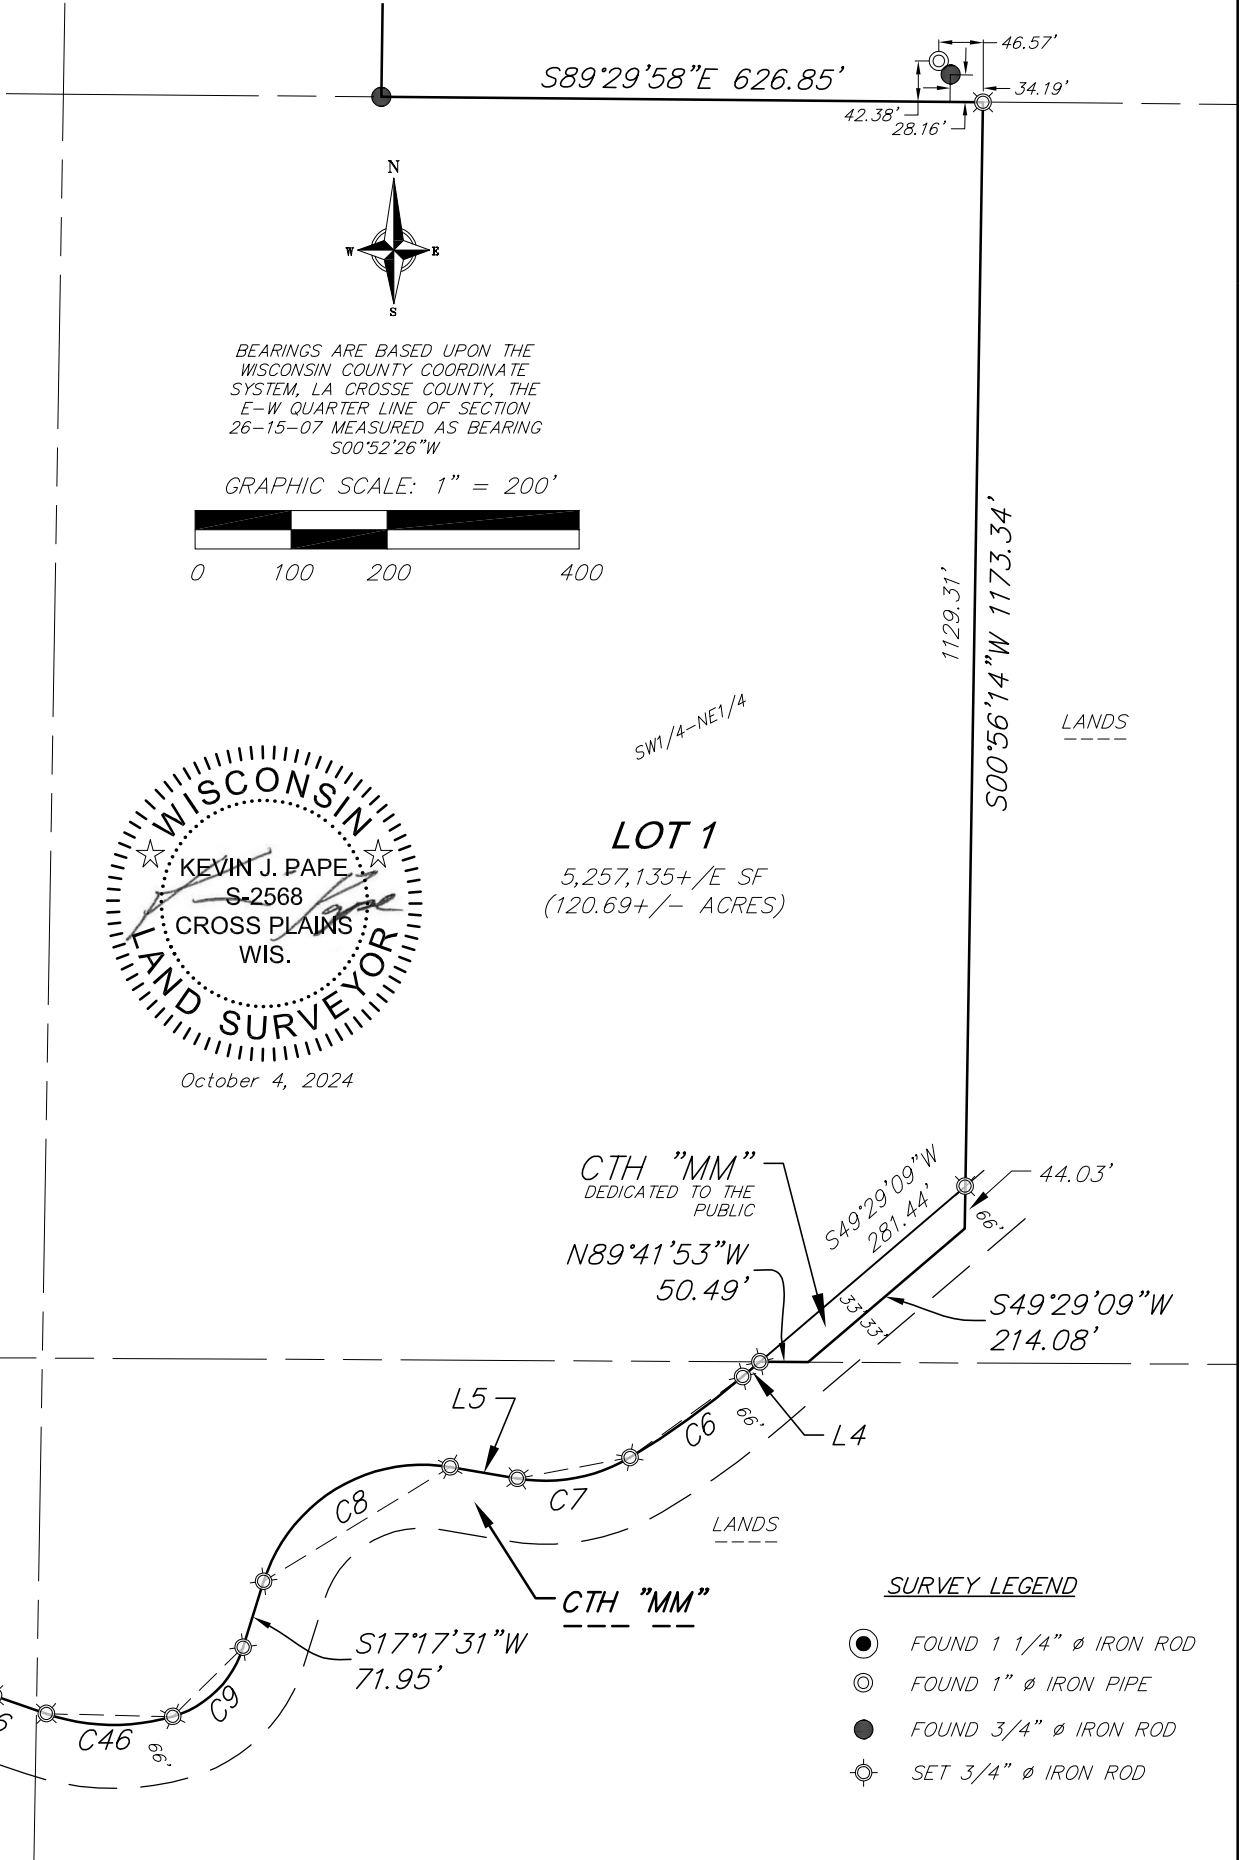 46.57'
S89°29'58"E 626.85'
34.19'
42.38'
28.16'
N
W
E
S
BEARINGS ARE BASED UPON THE
WISCONSIN COUNTY COORDINATE
SYSTEM, LA CROSSE COUNTY, THE
E-W QUARTER LINE OF SECTION
26-15-07 MEASURED AS BEARING
S00°52'26"W
GRAPHIC SCALE: 1" = 200'
0 100 200 400
1129.31'
S00°56'14"W 1173.34'
LANDS
SW1/4-NE1/4
LOT 1
5,257,135+/E SF
(120.69+/- ACRES)
WISCONSIN
KEVIN J. PAPE
S-2568
CROSS PLAINS
WIS.
LAND SURVEYOR
October 4, 2024
CTH "MM"
DEDICATED TO THE
PUBLIC
S49°29'09"W
281.44'
44.03'
66'
N89°41'53"W
50.49'
33'
33'
S49°29'09"W
214.08'
L5
L4
C6
66'
C7
C8
LANDS
CTH "MM"
S17°17'31"W
71.95'
C9
C46
66'
6
SURVEY LEGEND
FOUND 1 1/4" ø IRON ROD
FOUND 1" ø IRON PIPE
FOUND 3/4" ø IRON ROD
SET 3/4" ø IRON ROD